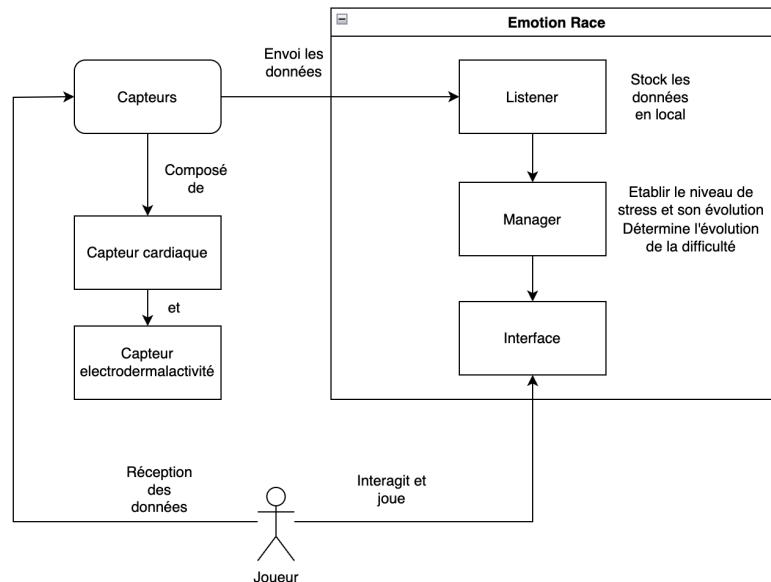 Emotion Race
Envoi les
données
Capteurs
Listener
Stock les
données
en local
Composé
de
Manager
Etablir le niveau de
stress et son évolution
Détermine l'évolution
de la difficulté
Capteur cardiaque
et
Interface
Capteur
electrodermalactivité
Réception
des
données
Interagit et
joue
Joueur